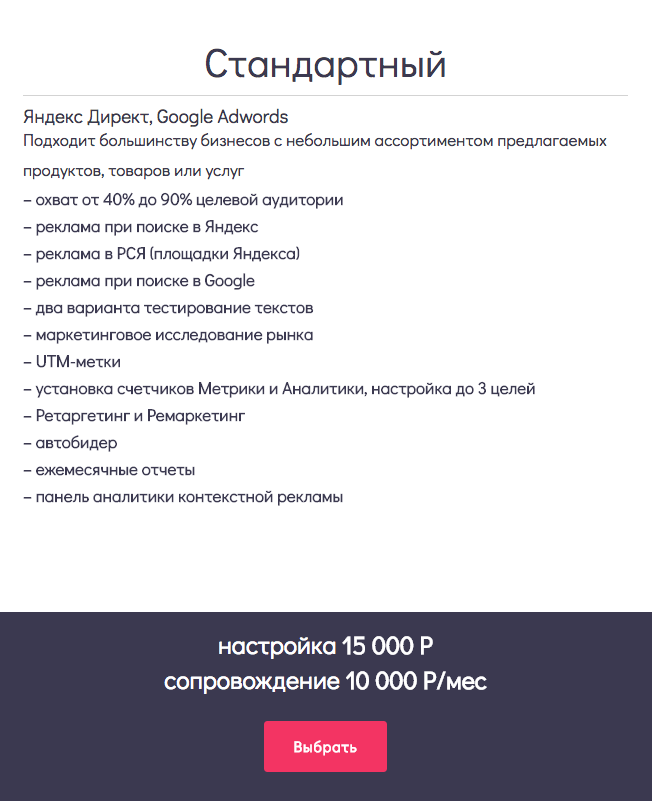 Стандартный
Яндекс Директ, Google Adwords
Подходит большинству бизнесов с небольшим ассортиментом предлагаемых
продуктов, товаров или услуг
– охват от 40% до 90% целевой аудитории
– реклама при поиске в Яндекс
– реклама в РСЯ (площадки Яндекса)
– реклама при поиске в Google
– два варианта тестирование текстов
– маркетинговое исследование рынка
– UTM-метки
– установка счетчиков Метрики и Аналитики, настройка до 3 целей
– Ретаргетинг и Ремаркетинг
– автобидер
– ежемесячные отчеты
– панель аналитики контекстной рекламы
настройка 15 000 Р
сопровождение 10 000 Р/мес
Выбрать